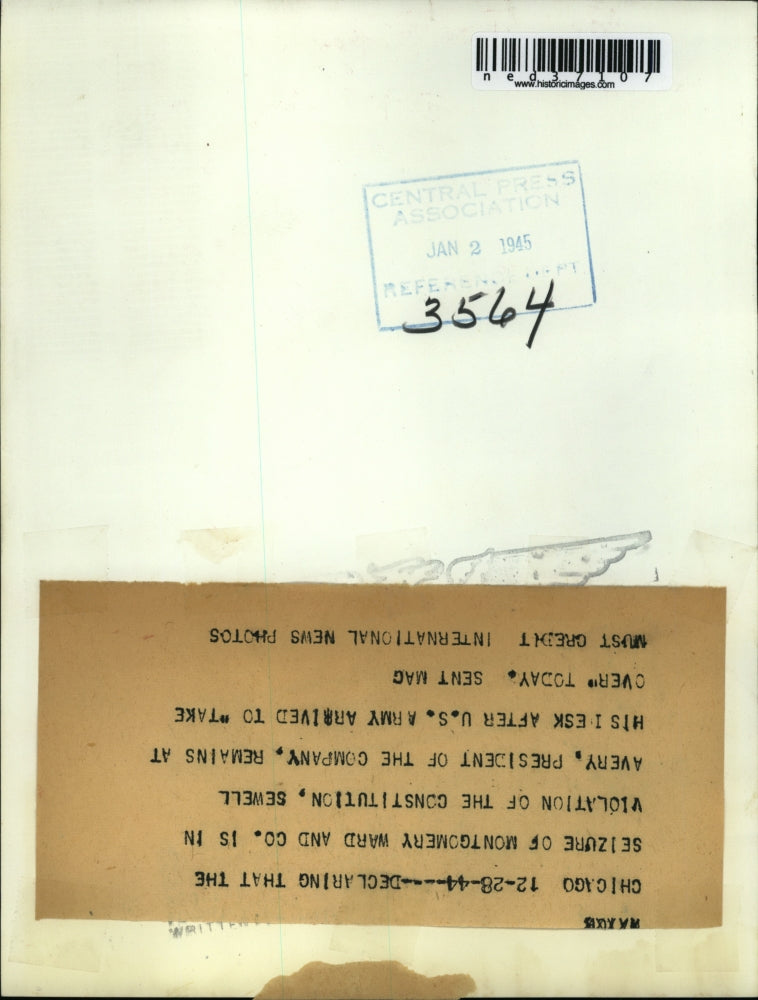 ned37107
www.historicimages.com
CENTRAL PRESS
ASSOCIATION
JAN 2 1945
3564
CHICAGO 12-28-44----DECLARING THAT THE
SEIZURE OF MONTGOMERY WARD AND CO. IS IN
VIOLATION OF THE CONSTITUTION, SEWELL
AVERY, PRESIDENT OF THE COMPANY, REMAINS AT
HIS DESK AFTER U.S. ARMY ARRIVED TO "TAKE
OVER" TODAY. SENT MAG
MUST CREDIT INTERNATIONAL NEWS PHOTOS